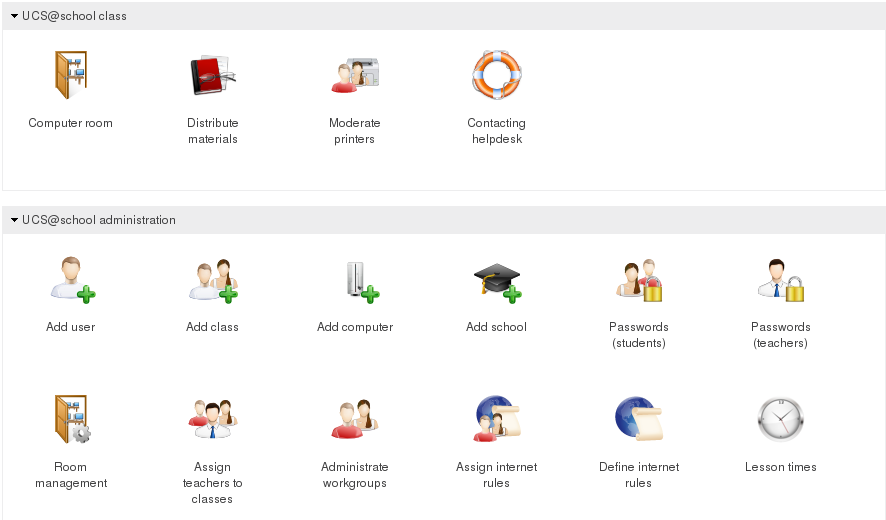 UCS@school class
Computer room
Distribute
materials
Moderate
printers
Contacting
helpdesk
UCS@school administration
Add user
Add class
Add computer
Add school
Passwords
(students)
Passwords
(teachers)
Room
management
Assign
teachers to
classes
Administrate
workgroups
Assign internet
rules
Define internet
rules
Lesson times